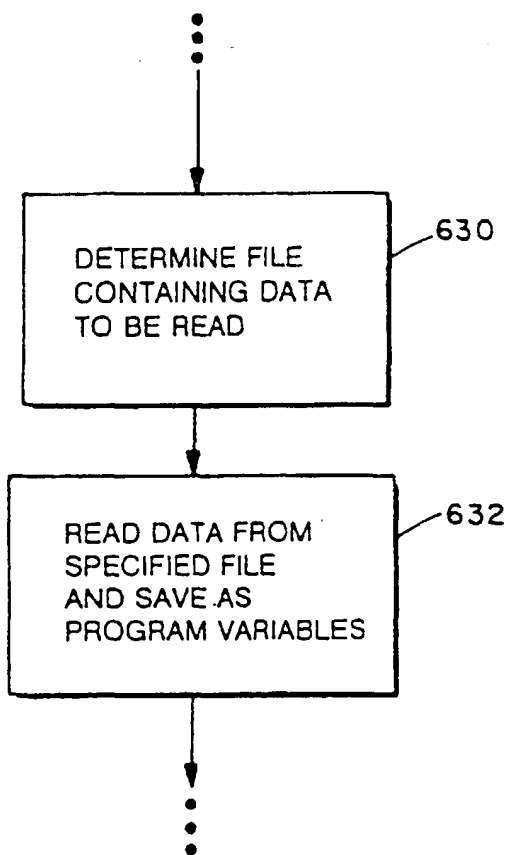 DETERMINE FILE
CONTAINING DATA
TO BE READ
630
READ DATA FROM
SPECIFIED FILE
AND SAVE AS
PROGRAM VARIABLES
632